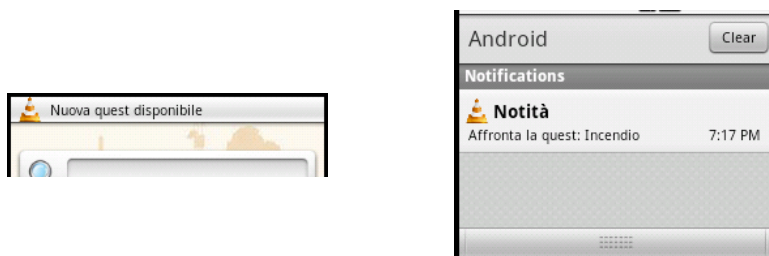 Nuova quest disponibile
Android
Clear
Notifications
Notità
Affronta la quest: Incendio
7:17 PM